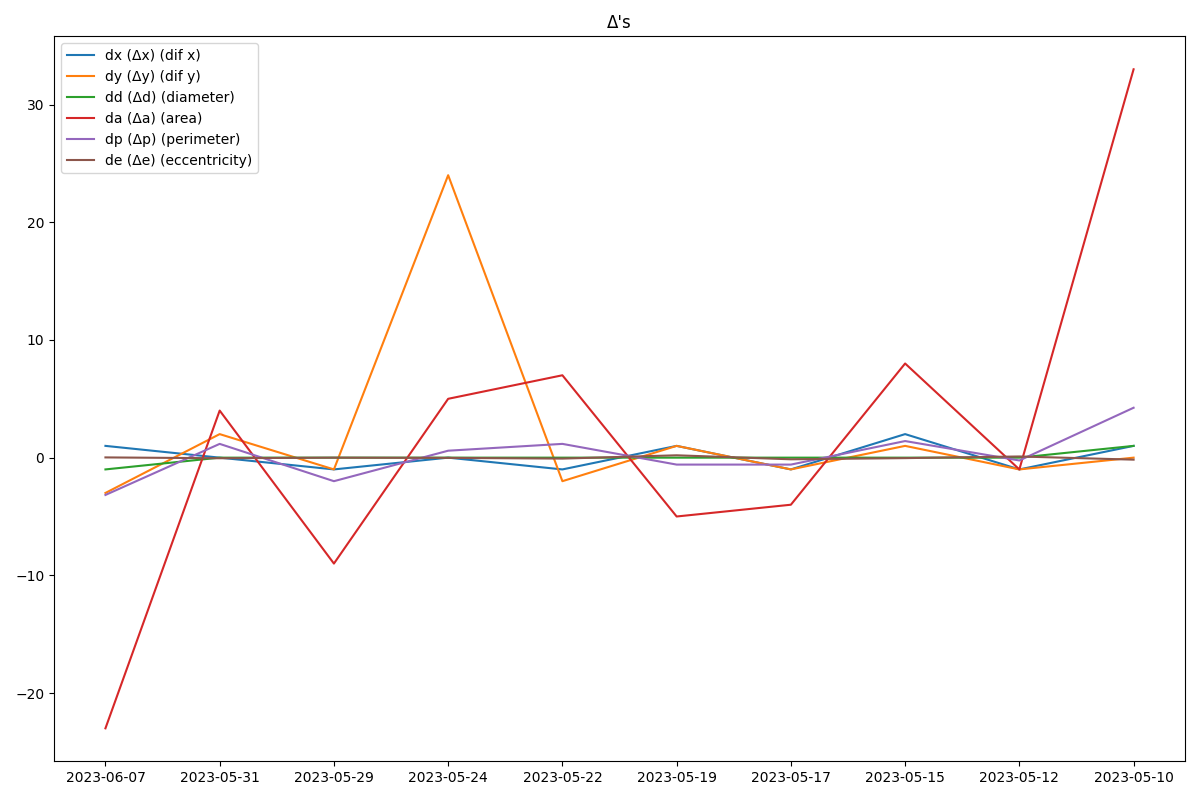 Δ's
dx (Δx) (dif x)
dy (Δy) (dif y)
dd (Δd) (diameter)
da (Δa) (area)
dp (Δp) (perimeter)
de (Δe) (eccentricity)
30
20
10
0
−10
−20
2023-06-07 2023-05-31 2023-05-29 2023-05-24 2023-05-22 2023-05-19 2023-05-17 2023-05-15 2023-05-12 2023-05-10